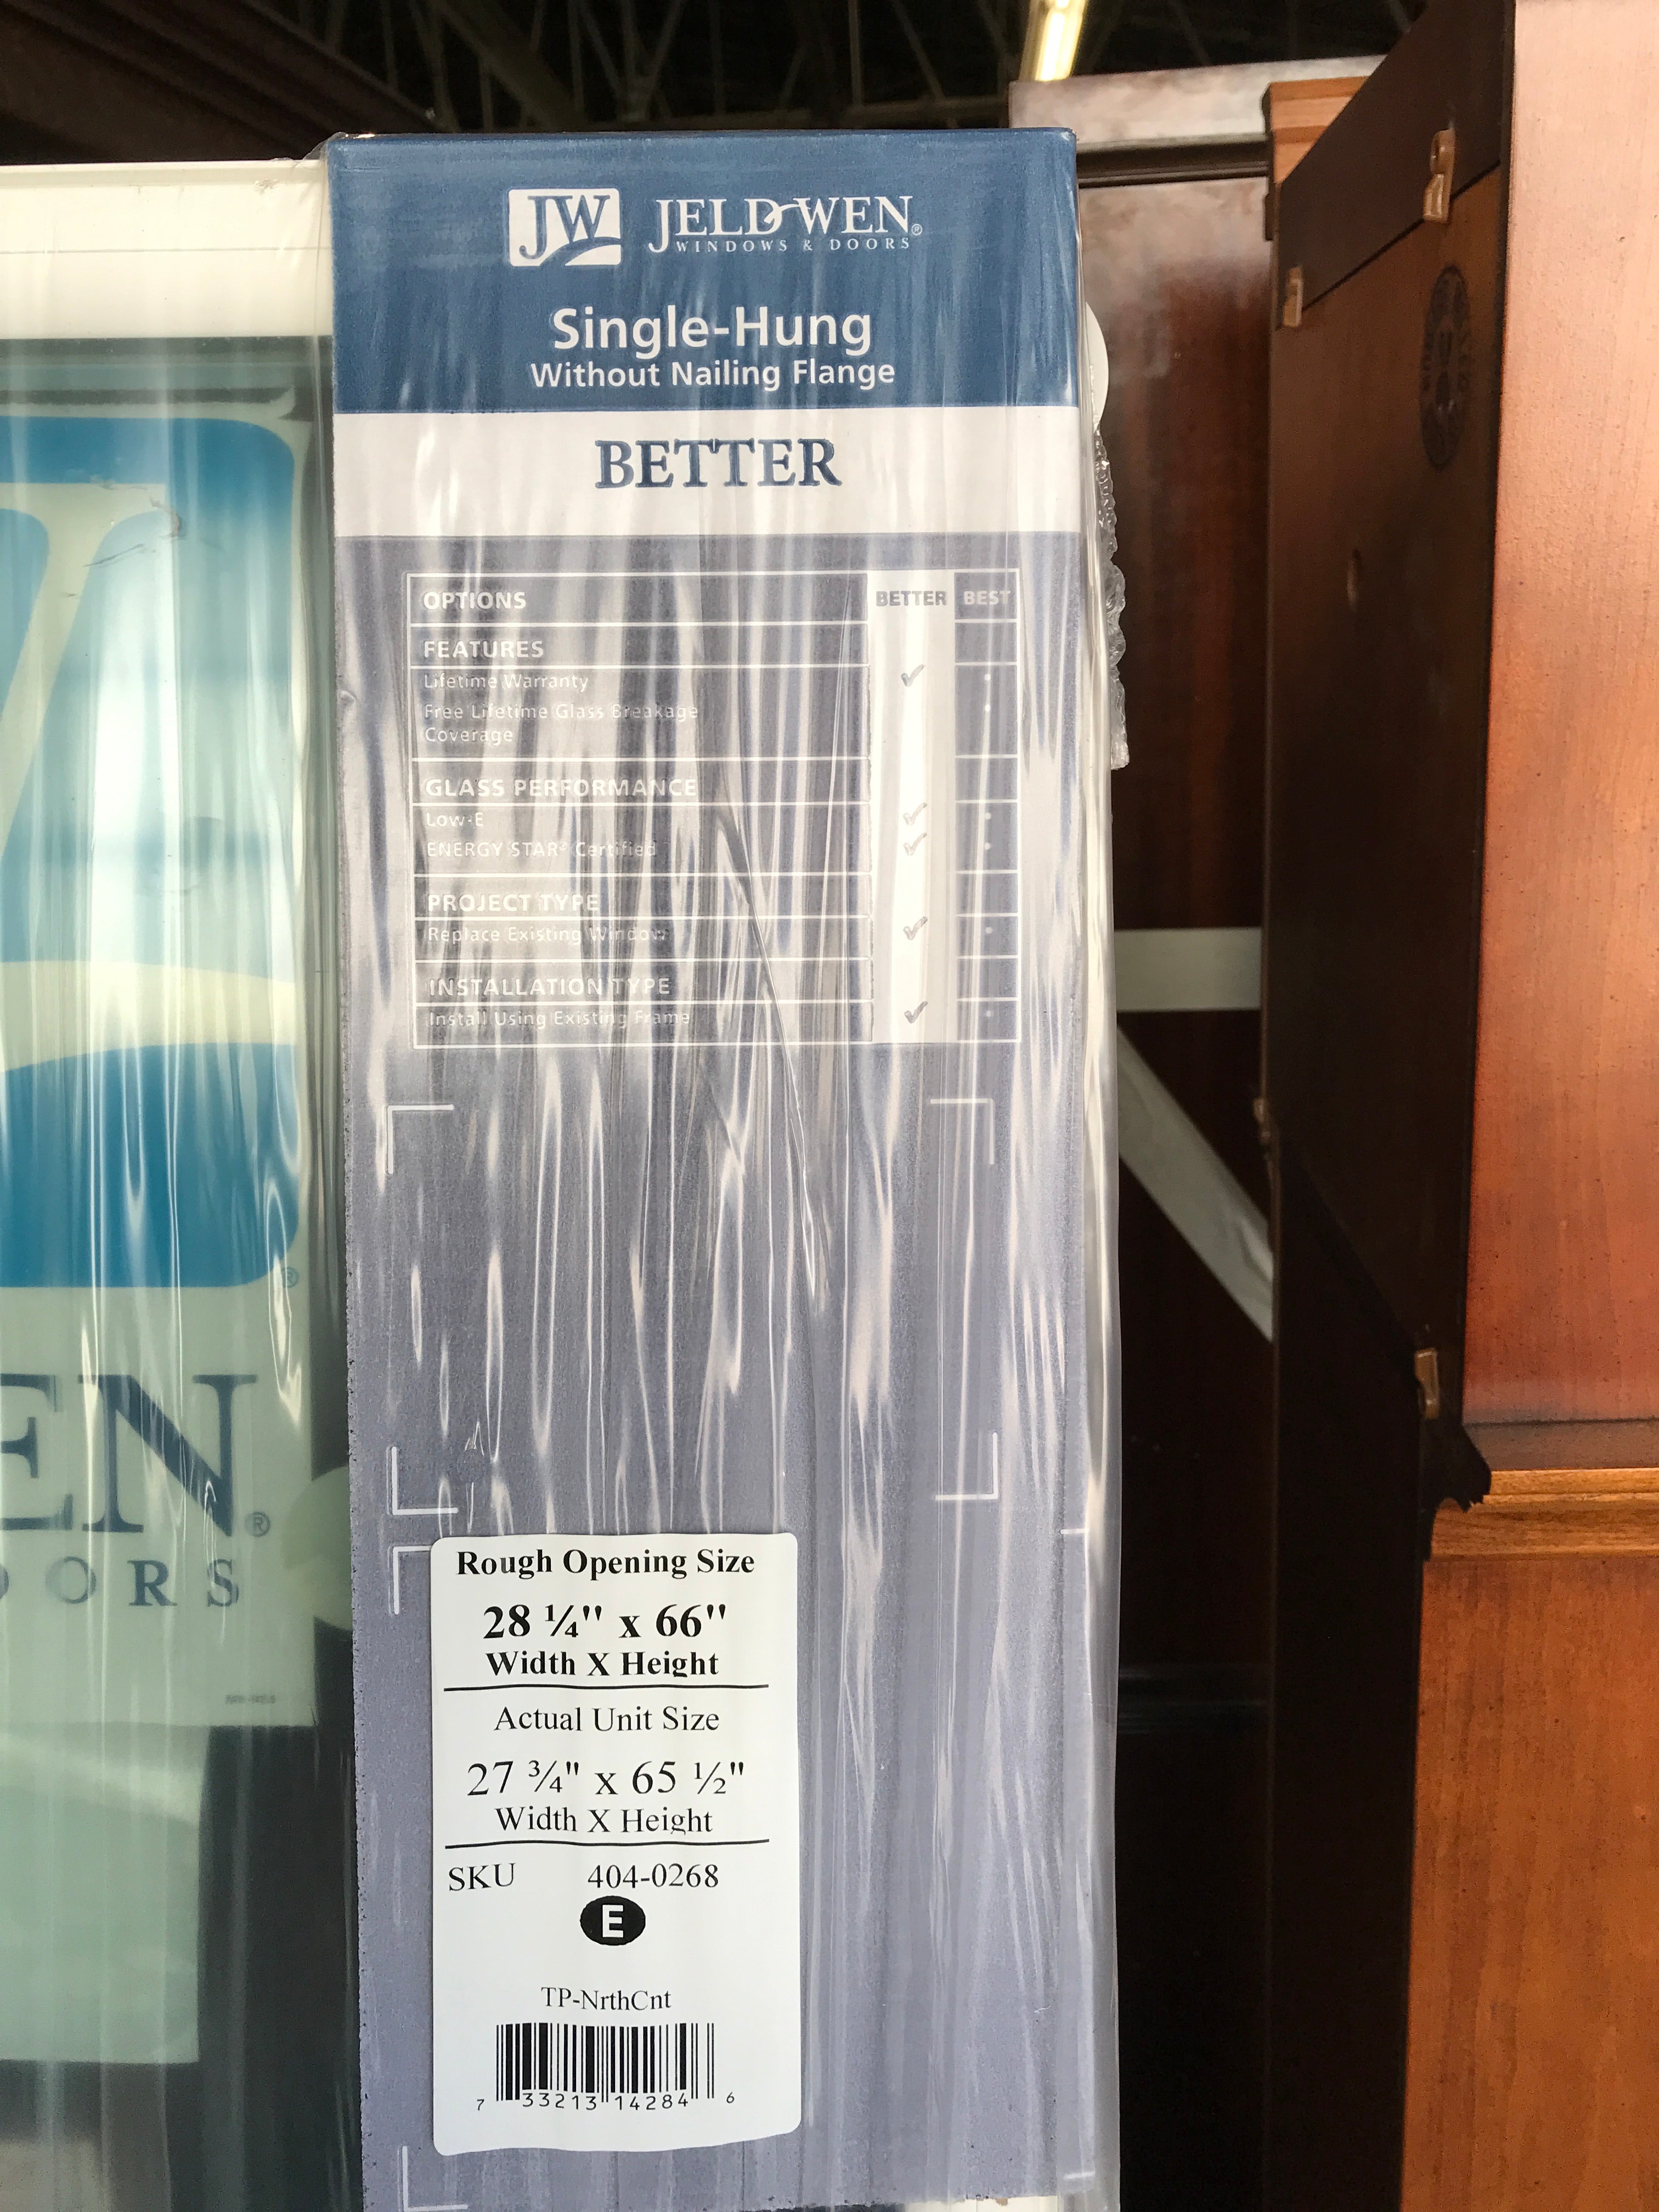 JW JELD-WEN®
WINDOWS & DOORS
Single-Hung
Without Nailing Flange
BETTER
OPTIONS BETTER BEST
FEATURES
Lifetime Warranty ✓ •
Free Lifetime Glass Breakage •
Coverage
GLASS PERFORMANCE
Low-E ✓ •
ENERGY STAR® Certified ✓ •
PROJECT TYPE
Replace Existing Window ✓ •
INSTALLATION TYPE
Install Using Existing Frame ✓ •
®
EN®
OORS
Rough Opening Size
28 ¼" x 66"
Width X Height
Actual Unit Size
27 ¾" x 65 ½"
Width X Height
SKU 404-0268
E
TP-NrthCnt
7 33213 14284 6